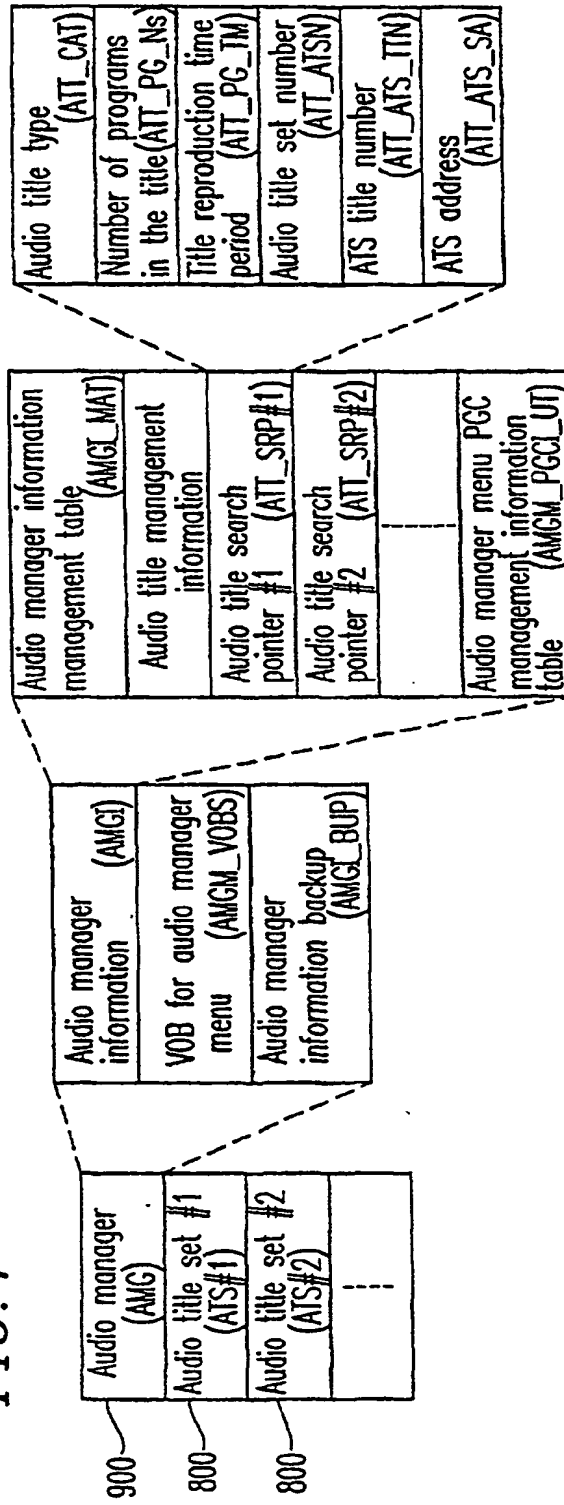 FIG. 7
900
Audio manager
(AMG)
800
Audio title set #1
(ATS#1)
800
Audio title set #2
(ATS#2)
Audio manager
information (AMGI)
VOB for audio manager
menu (AMGM_VOBS)
Audio manager
information backup
(AMGI_BUP)
Audio manager information
management table
(AMGI_MAT)
Audio title management
information
Audio title search
pointer #1 (ATT_SRP#1)
Audio title search
pointer #2 (ATT_SRP#2)
Audio manager menu PGC
management information
table (AMGM_PGCI_UT)
Audio title type
(ATT_CAT)
Number of programs
in the title(ATT_PG_Ns)
Title reproduction time
period (ATT_PG_TM)
Audio title set number
(ATT_ATSN)
ATS title number
(ATT_ATS_TTN)
ATS address
(ATT_ATS_SA)